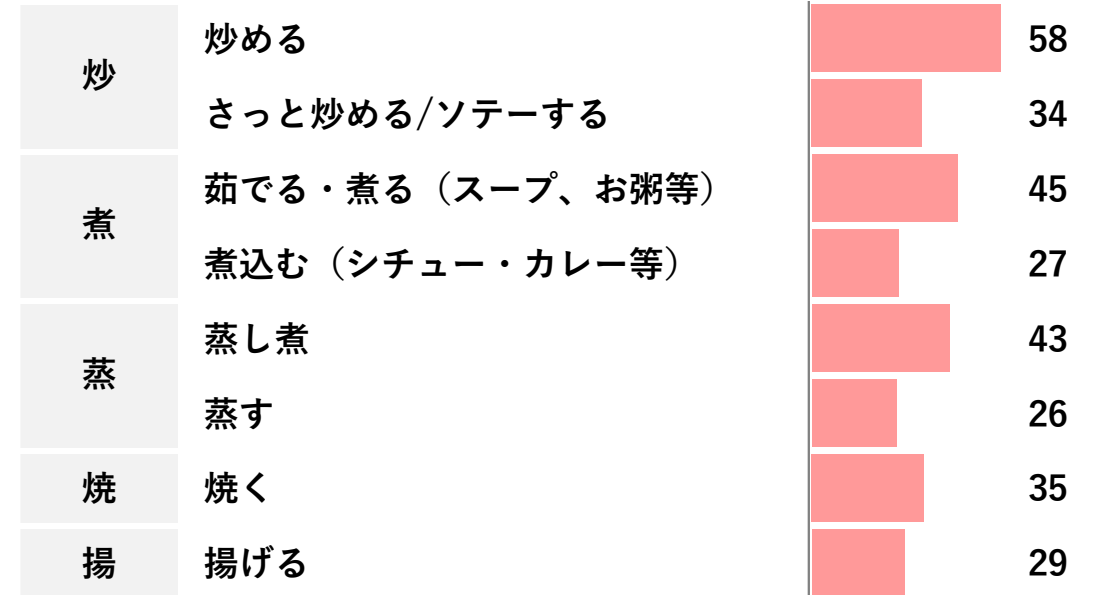 炒
炒める 58
さっと炒める/ソテーする 34
煮
茹でる・煮る（スープ、お粥等） 45
煮込む（シチュー・カレー等） 27
蒸
蒸し煮 43
蒸す 26
焼 焼く 35
揚 揚げる 29